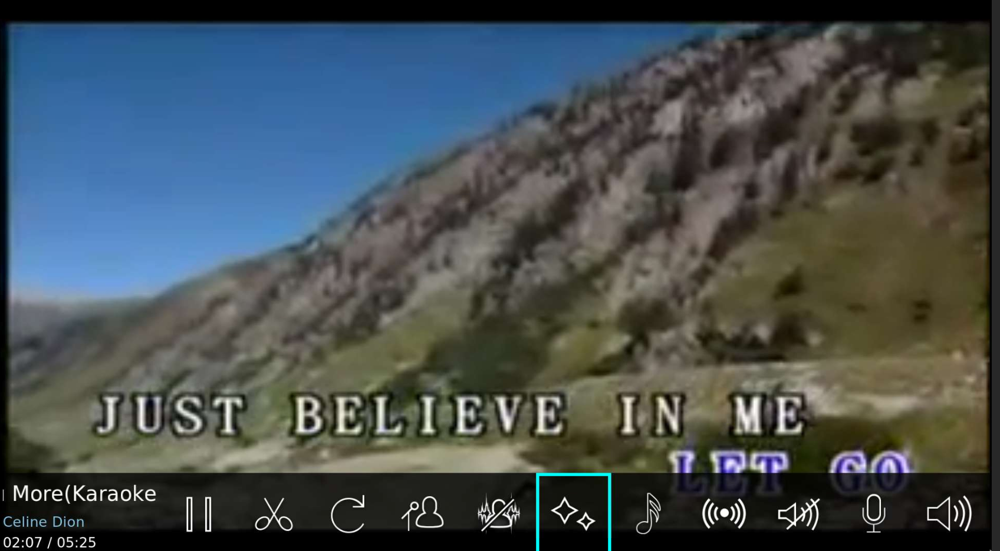 JUST BELIEVE IN ME
LET GO
More(Karaoke
Celine Dion
02:07 / 05:25